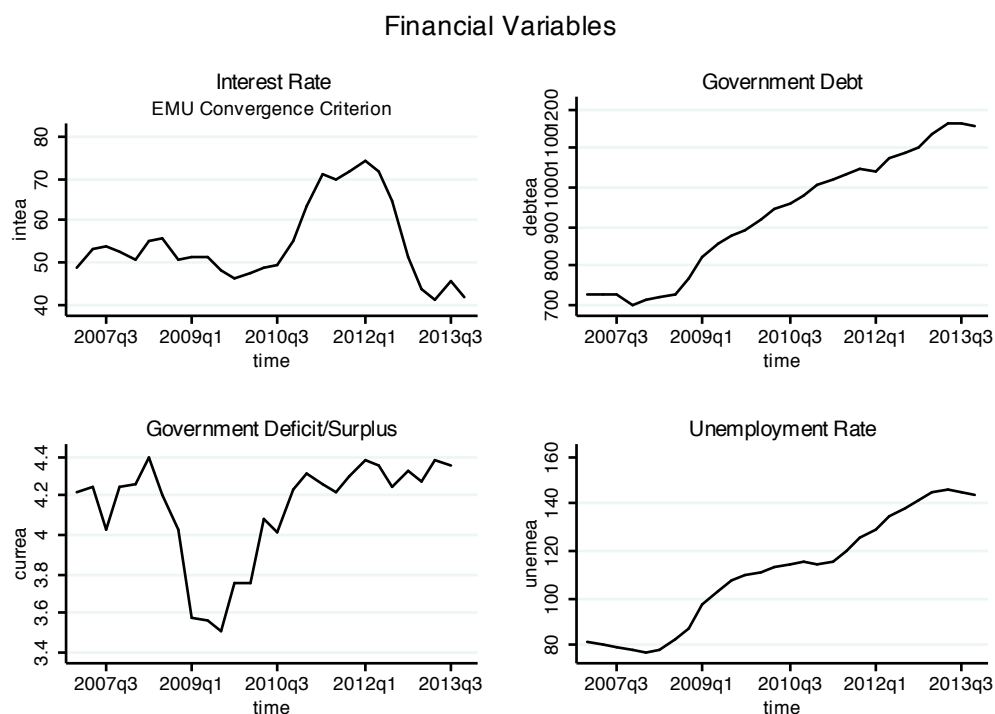 Financial Variables
Interest Rate
EMU Convergence Criterion
intea
80
70
60
50
40
2007q3 2009q1 2010q3 2012q1 2013q3
time
Government Debt
debtea
1200
1100
1000
900
800
700
2007q3 2009q1 2010q3 2012q1 2013q3
time
Government Deficit/Surplus
currea
4.4
4.2
4
3.8
3.6
3.4
2007q3 2009q1 2010q3 2012q1 2013q3
time
Unemployment Rate
unemea
160
140
120
100
80
2007q3 2009q1 2010q3 2012q1 2013q3
time